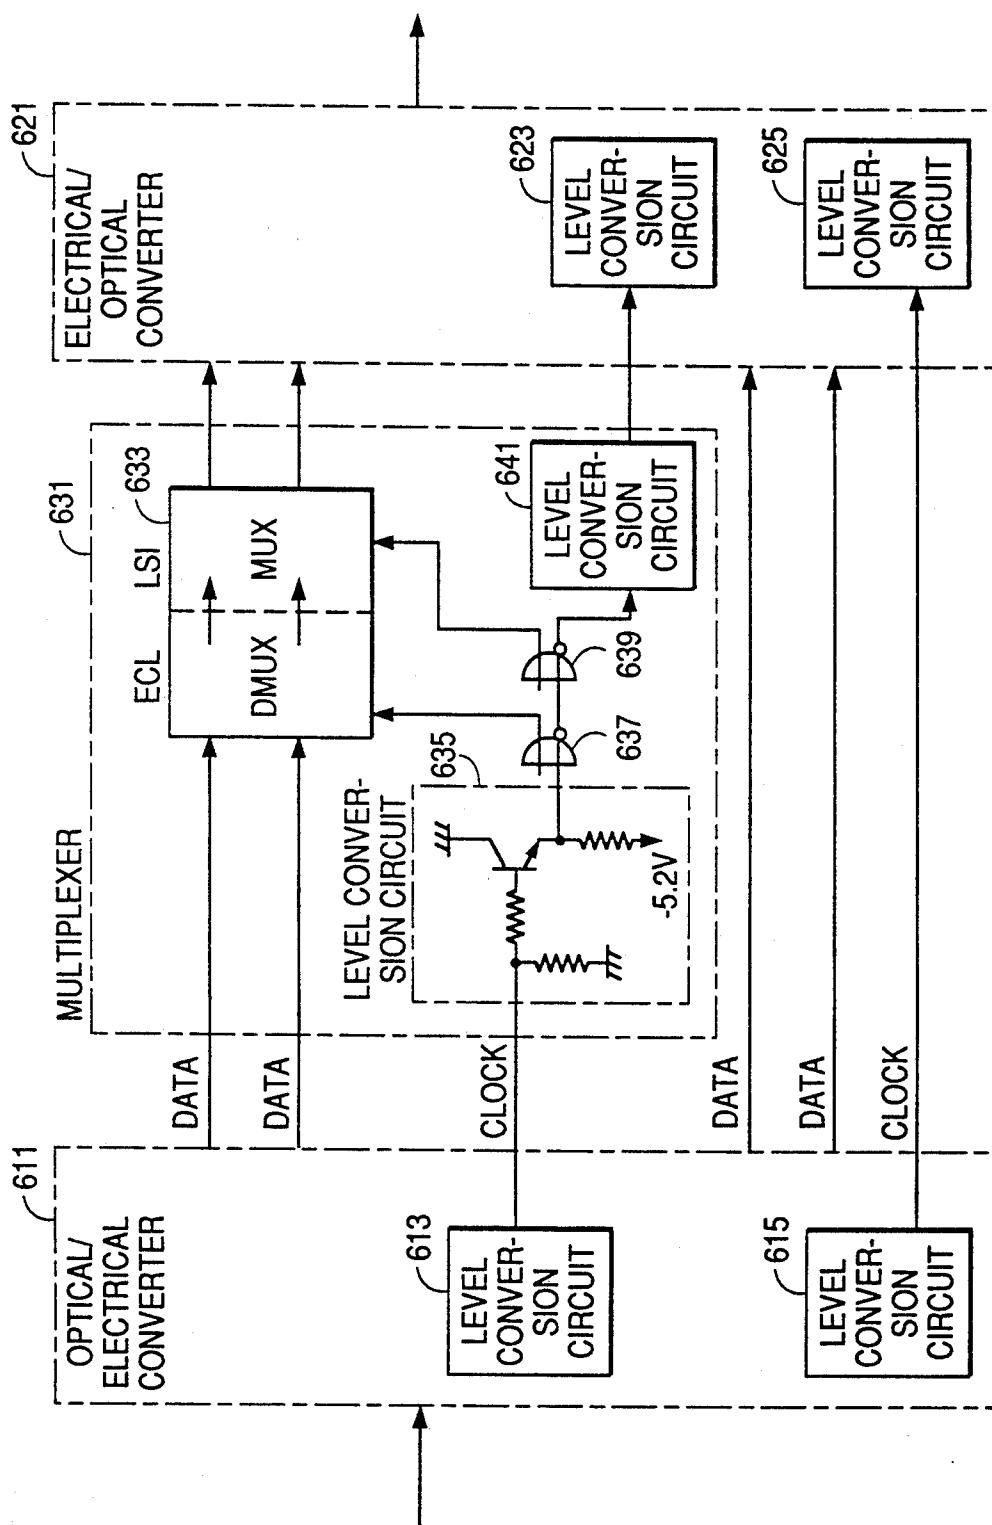 611
OPTICAL/
ELECTRICAL
CONVERTER
613
LEVEL
CONVER-
SION
CIRCUIT
615
LEVEL
CONVER-
SION
CIRCUIT
DATA
DATA
CLOCK
DATA
DATA
CLOCK
MULTIPLEXER
631
ECL LSI
633
DMUX
MUX
LEVEL CONVER-
SION CIRCUIT
635
-5.2V
637
639
641
LEVEL
CONVER-
SION
CIRCUIT
621
ELECTRICAL/
OPTICAL
CONVERTER
623
LEVEL
CONVER-
SION
CIRCUIT
625
LEVEL
CONVER-
SION
CIRCUIT